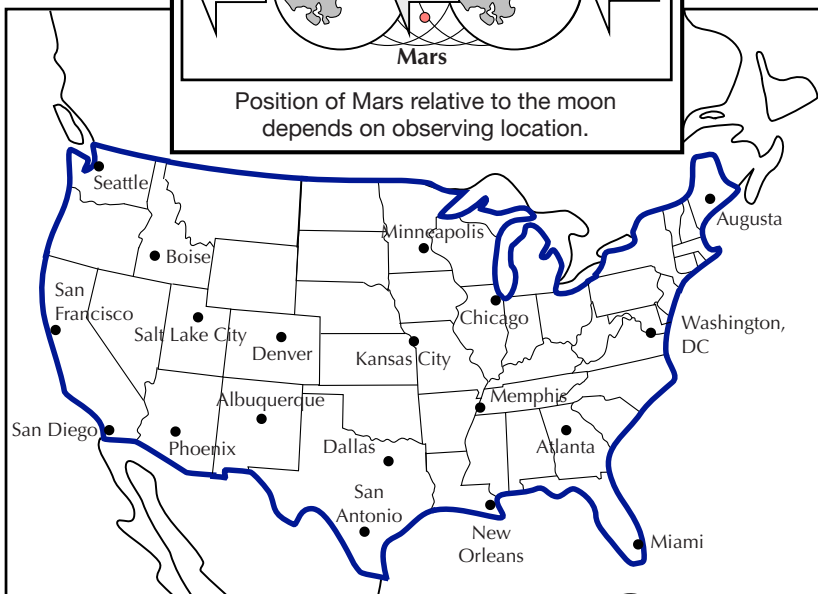 Mars
Position of Mars relative to the moon
depends on observing location.
Seattle
Augusta
Minneapolis
Boise
San
Francisco
Chicago
Salt Lake City
Washington,
DC
Denver
Kansas City
Albuquerque
Memphis
San Diego
Phoenix
Dallas
Atlanta
San
Antonio
New
Orleans
Miami